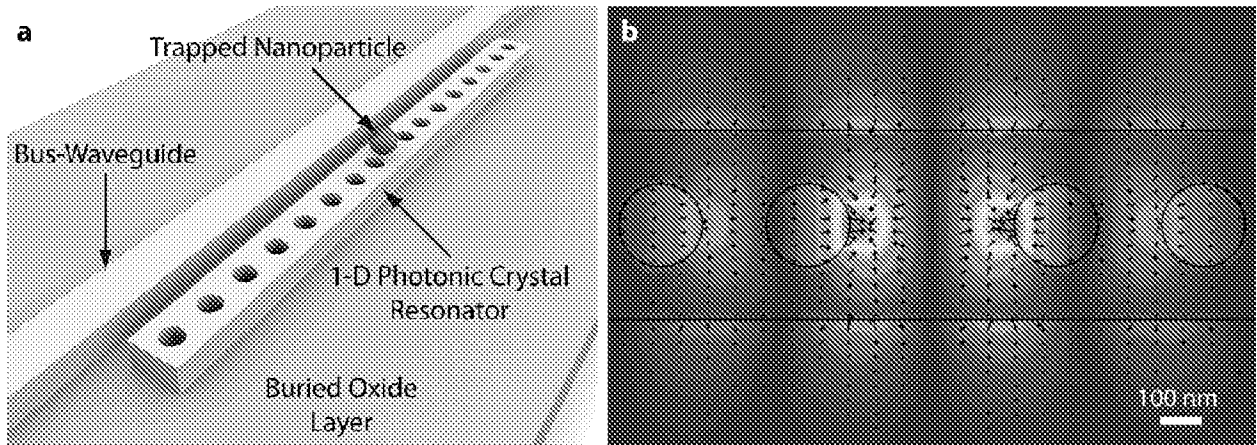 a
Trapped Nanoparticle
Bus-Waveguide
1-D Photonic Crystal
Resonator
Buried Oxide
Layer
b
100 nm